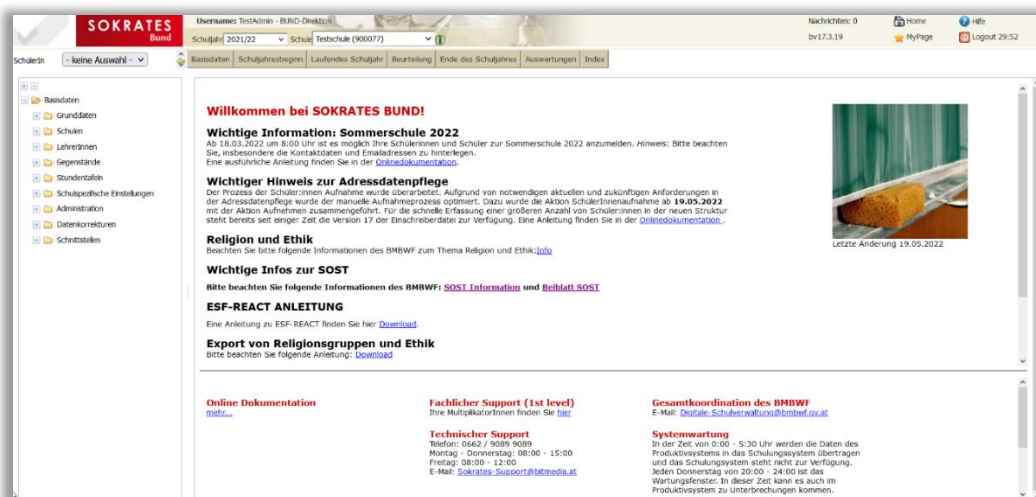 SOKRATES
Bund
Username: TestAdmin - BUND-Direktion
Nachrichten: 0
Home
Hilfe
Schuljahr 2021/22 Schule Testschule (900077)
bv17.3.19
MyPage
Logout 29:52
SchülerIn - keine Auswahl -
Basisdaten Schuljahresbeginn Laufendes Schuljahr Beurteilung Ende des Schuljahres Auswertungen Index
Basisdaten
Grunddaten
Schulen
LehrerInnen
Gegenstände
Stundentafeln
Schulspezifische Einstellungen
Administration
Datenkorrekturen
Schnittstellen
Willkommen bei SOKRATES BUND!
Wichtige Information: Sommerschule 2022
Ab 18.03.2022 um 8:00 Uhr ist es möglich Ihre Schülerinnen und Schüler zur Sommerschule 2022 anzumelden. Hinweis: Bitte beachten
Sie, insbesondere die Kontaktdaten und Emailadressen zu hinterlegen.
Eine ausführliche Anleitung finden Sie in der Onlinedokumentation.
Wichtiger Hinweis zur Adressdatenpflege
Der Prozess der Schüler:innen Aufnahme wurde überarbeitet. Aufgrund von notwendigen aktuellen und zukünftigen Anforderungen in
der Adressdatenpflege wurde der manuelle Aufnahmeprozess optimiert. Dazu wurde die Aktion SchülerInnenaufnahme ab 19.05.2022
mit der Aktion Aufnehmen zusammengeführt. Für die schnelle Erfassung einer größeren Anzahl von Schüler:innen in der neuen Struktur
steht bereits seit einiger Zeit die Version 17 der Einschreiberdatei zur Verfügung. Eine Anleitung finden Sie in der Onlinedokumentation .
Religion und Ethik
Beachten Sie bitte folgende Informationen des BMBWF zum Thema Religion und Ethik:Info
Wichtige Infos zur SOST
Bitte beachten Sie folgende Informationen des BMBWF: SOST Information und Beiblatt SOST
ESF-REACT ANLEITUNG
Eine Anleitung zu ESF-REACT finden Sie hier Download.
Export von Religionsgruppen und Ethik
Bitte beachten Sie folgende Anleitung: Download
Letzte Änderung 19.05.2022
Online Dokumentation
mehr...
Fachlicher Support (1st level)
Ihre MultiplikatorInnen finden Sie hier
Technischer Support
Telefon: 0662 / 9089 9089
Montag - Donnerstag: 08:00 - 15:00
Freitag: 08:00 - 12:00
E-Mail: Sokrates-Support@bitmedia.at
Gesamtkoordination des BMBWF
E-Mail: Digitale-Schulverwaltung@bmbwf.gv.at
Systemwartung
In der Zeit von 0:00 - 5:30 Uhr werden die Daten des
Produktivsystems in das Schulungssystem übertragen
und das Schulungssystem steht nicht zur Verfügung.
Jeden Donnerstag von 20:00 - 24:00 ist das
Wartungsfenster. In dieser Zeit kann es auch im
Produktivsystem zu Unterbrechungen kommen.